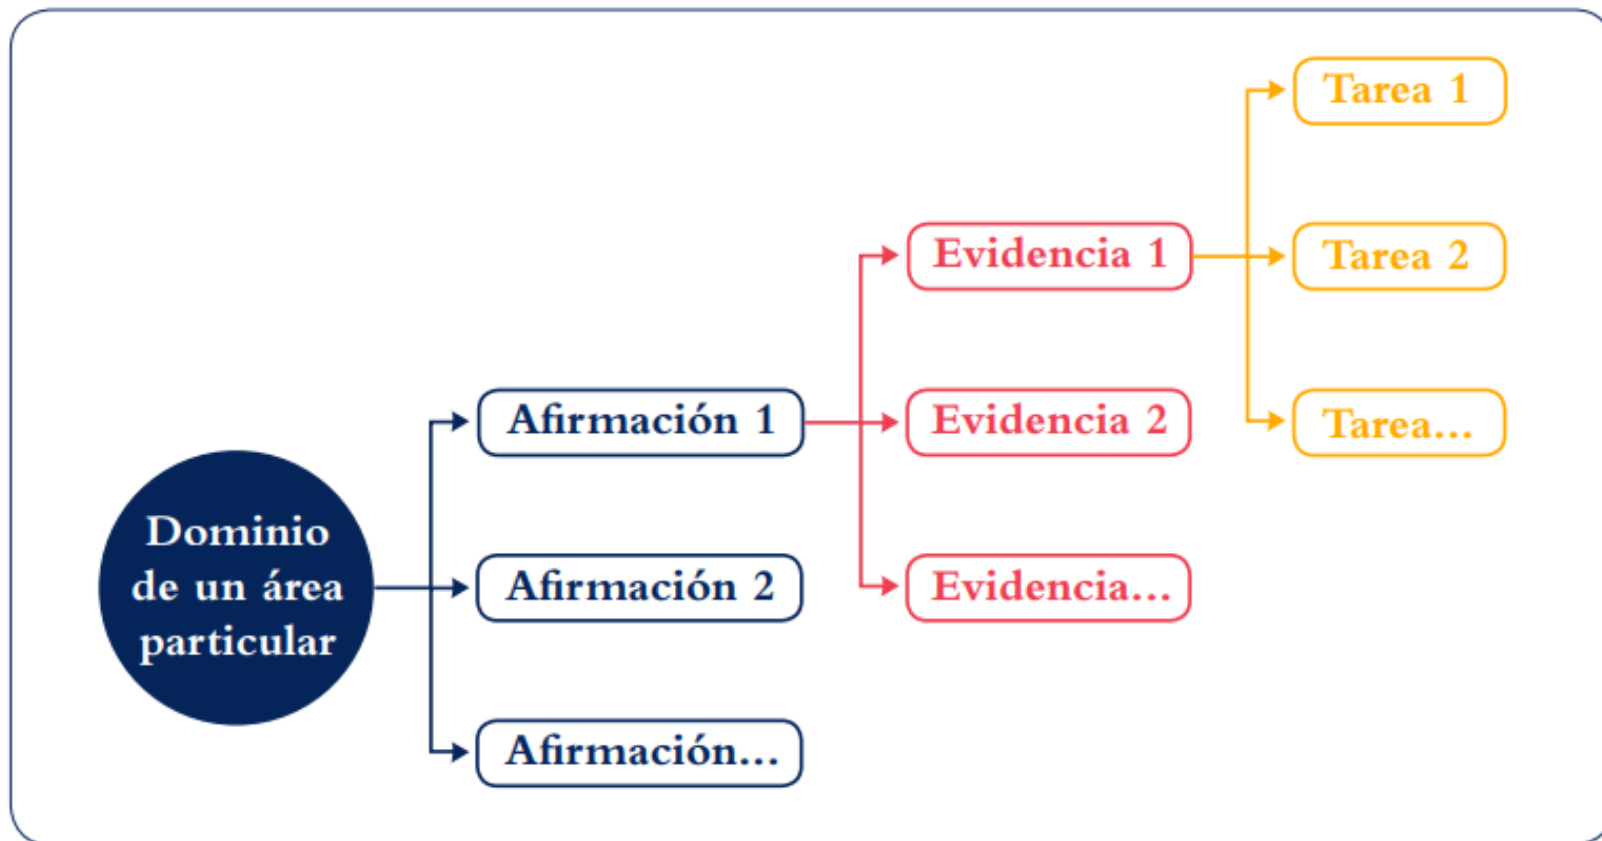 Dominio
de un área
particular
Afirmación 1
Afirmación 2
Afirmación...
Evidencia 1
Evidencia 2
Evidencia...
Tarea 1
Tarea 2
Tarea...